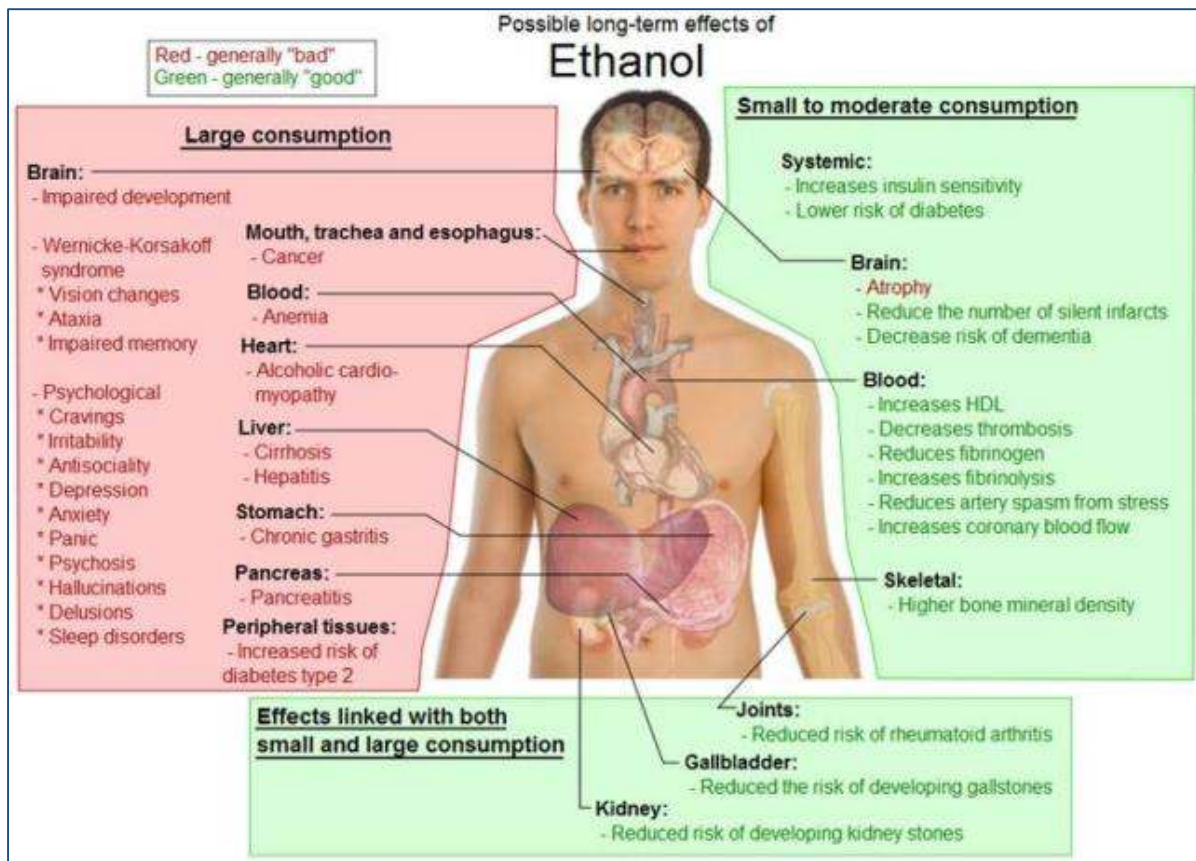 Possible long-term effects of
Ethanol
Red - generally "bad"
Green - generally "good"
Large consumption
Brain:
- Impaired development
- Wernicke-Korsakoff
syndrome
* Vision changes
* Ataxia
* Impaired memory
- Psychological
* Cravings
* Irritability
* Antisociality
* Depression
* Anxiety
* Panic
* Psychosis
* Hallucinations
* Delusions
* Sleep disorders
Mouth, trachea and esophagus:
- Cancer
Blood:
- Anemia
Heart:
- Alcoholic cardio-
myopathy
Liver:
- Cirrhosis
- Hepatitis
Stomach:
- Chronic gastritis
Pancreas:
- Pancreatitis
Peripheral tissues:
- Increased risk of
diabetes type 2
Small to moderate consumption
Systemic:
- Increases insulin sensitivity
- Lower risk of diabetes
Brain:
- Atrophy
- Reduce the number of silent infarcts
- Decrease risk of dementia
Blood:
- Increases HDL
- Decreases thrombosis
- Reduces fibrinogen
- Increases fibrinolysis
- Reduces artery spasm from stress
- Increases coronary blood flow
Skeletal:
- Higher bone mineral density
Effects linked with both
small and large consumption
Joints:
- Reduced risk of rheumatoid arthritis
Gallbladder:
- Reduced the risk of developing gallstones
Kidney:
- Reduced risk of developing kidney stones